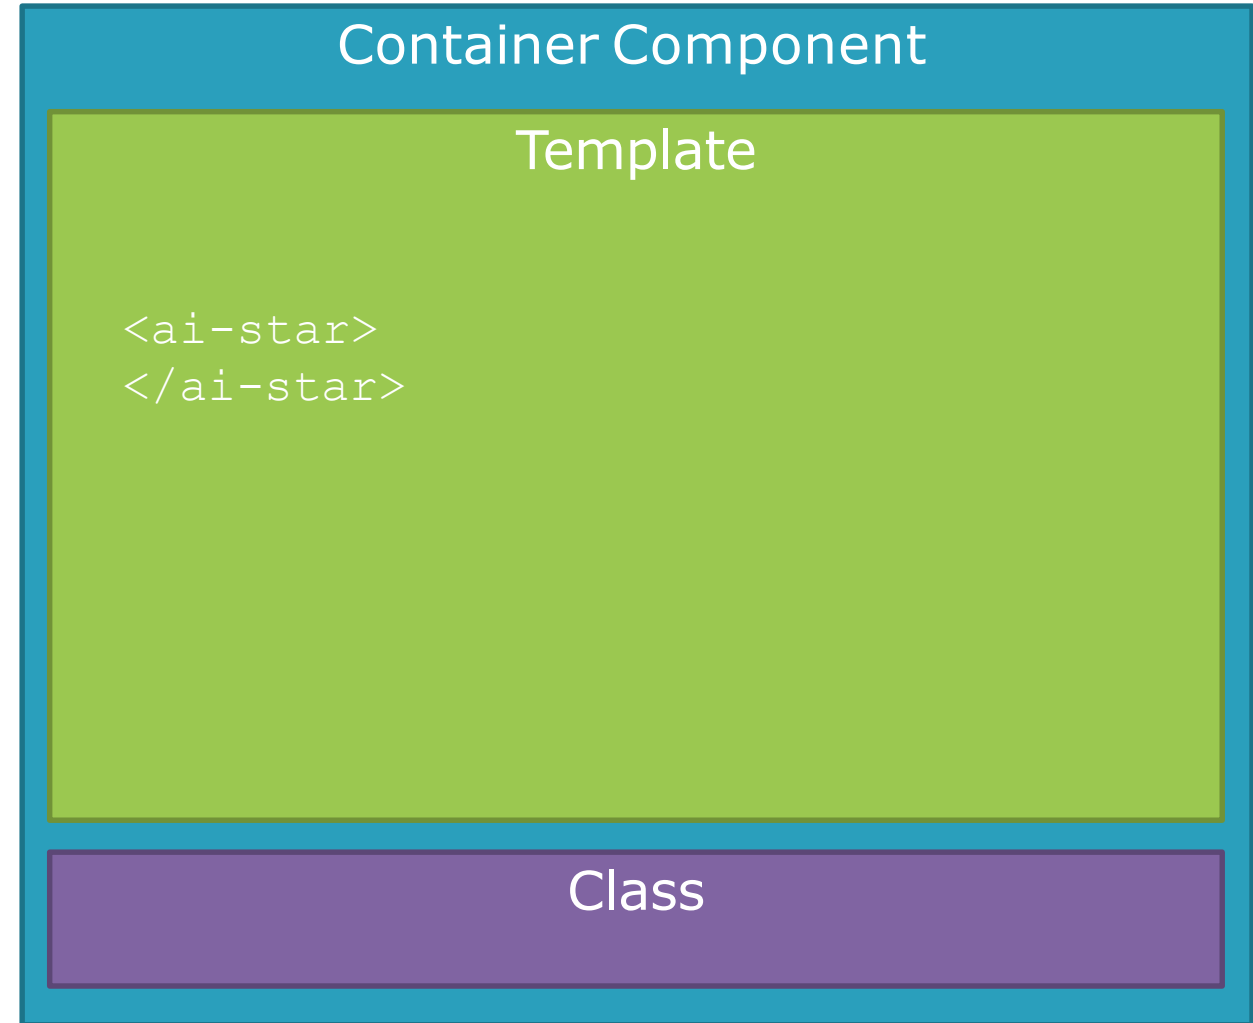 Container Component
Template
<ai-star>
</ai-star>
Class